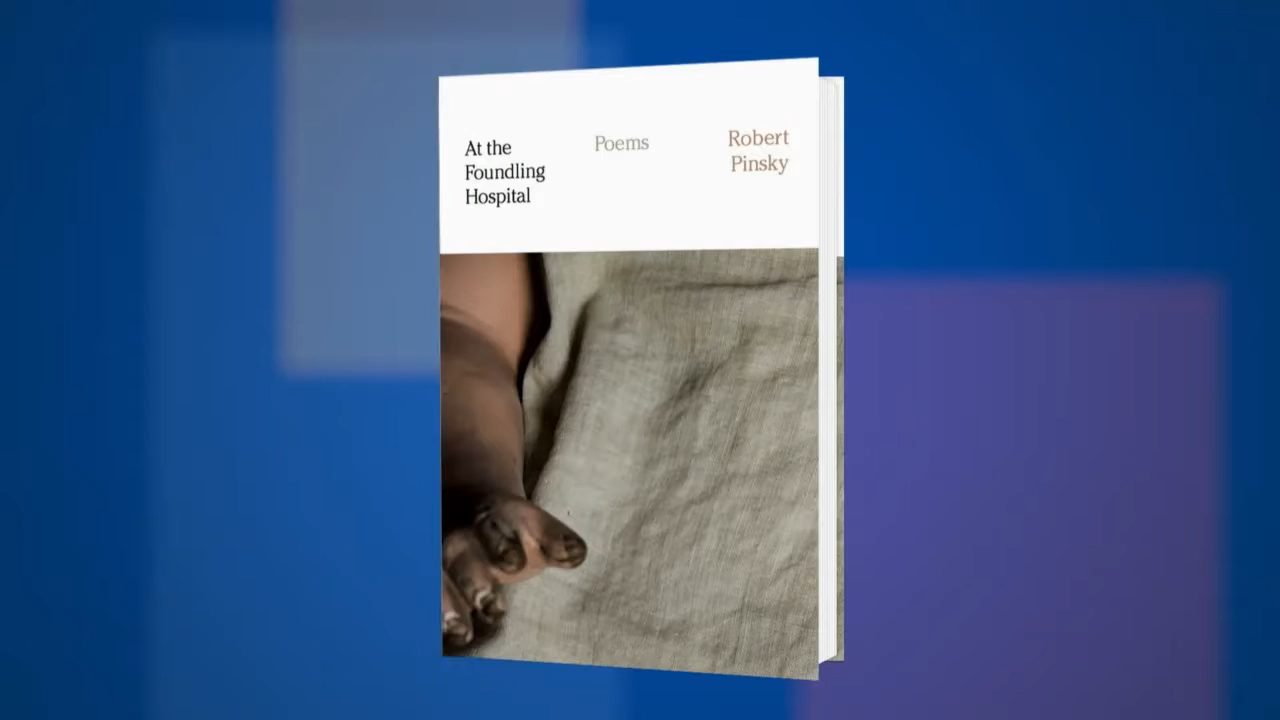 At the
Foundling
Hospital
Poems
Robert
Pinsky